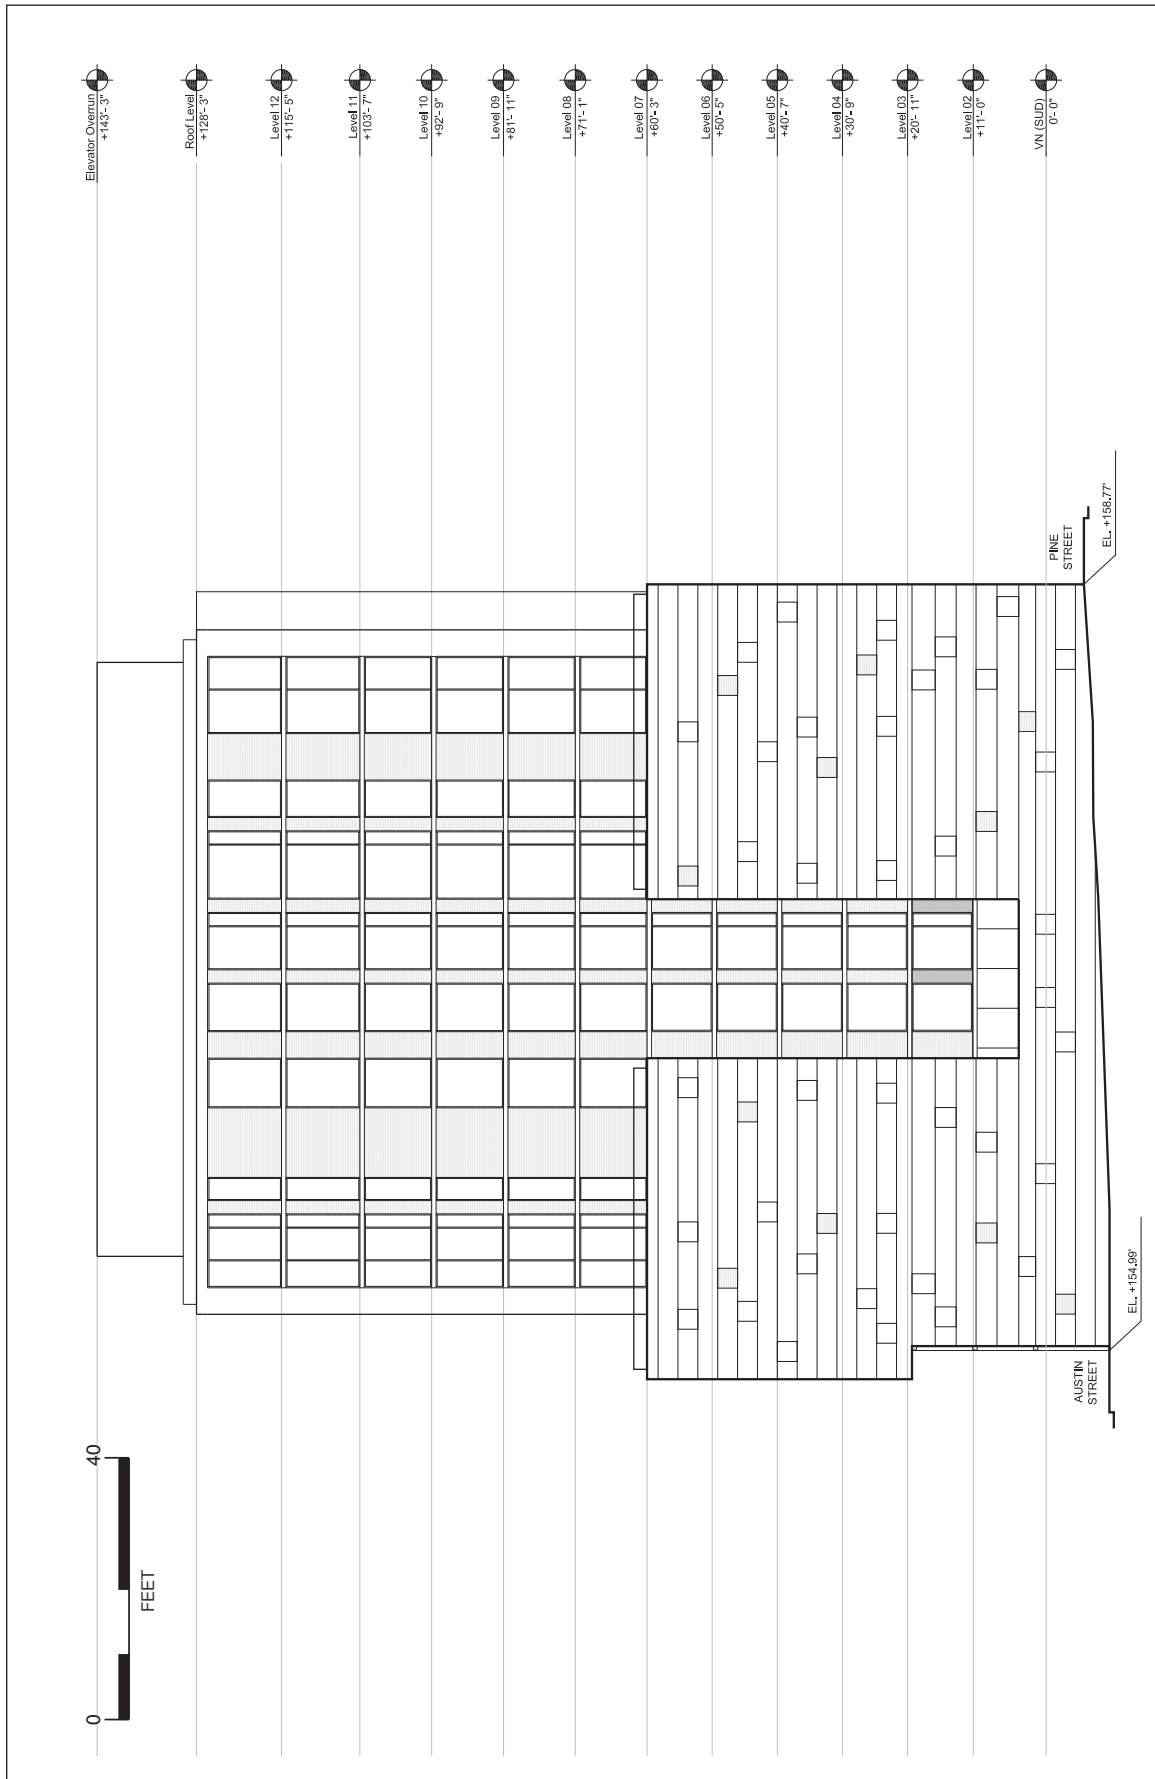 Elevator Overrun
+143'- 3"
Roof Level
+128'- 3"
Level 12
+115'- 5"
Level 11
+103'- 7"
Level 10
+92'- 9"
Level 09
+81'- 11"
Level 08
+71'- 1"
Level 07
+60'- 3"
Level 06
+50'- 5"
Level 05
+40'- 7"
Level 04
+30'- 9"
Level 03
+20'- 11"
Level 02
+11'- 0"
VN (SUD)
0'- 0"
PINE
STREET
EL. +158.77'
AUSTIN
STREET
EL. +154.99'
0
40
FEET